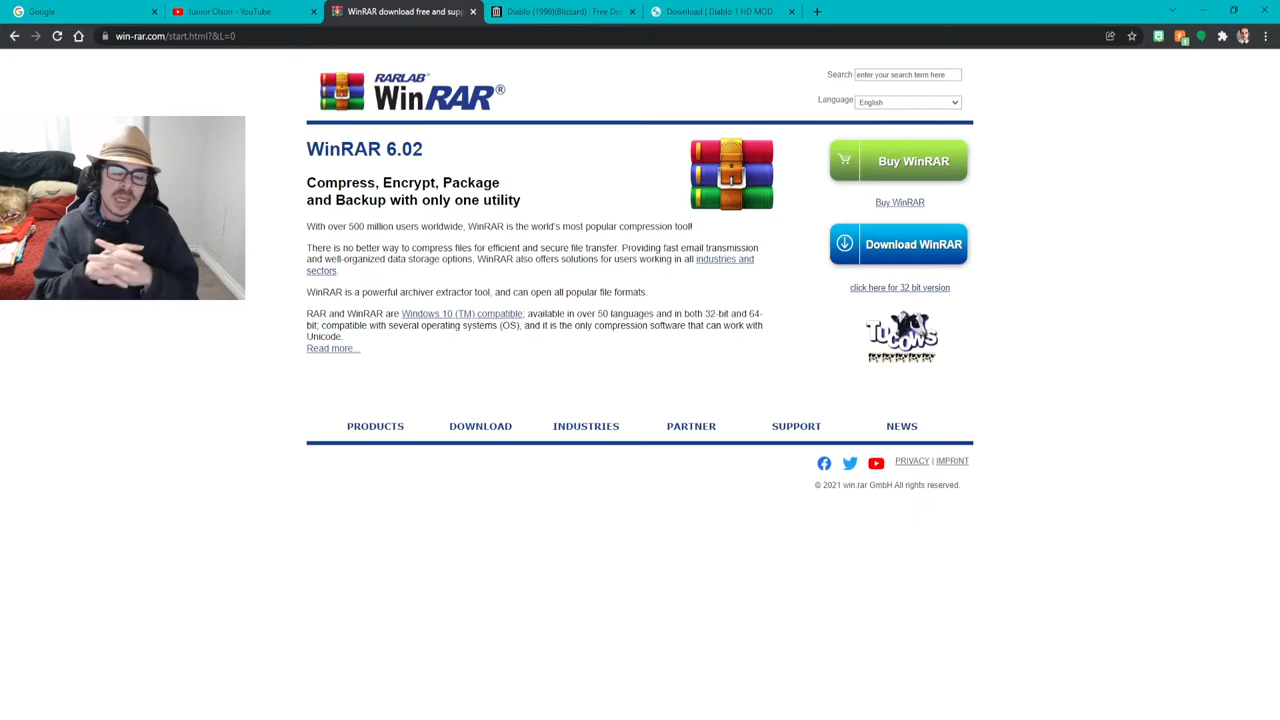 Google
Junior Olson - YouTube
WinRAR download free and supp
Diablo (1996)(Blizzard) : Free Do
Download | Diablo 1 HD MOD
win-rar.com/start.html?&L=0
RARLAB®
WinRAR®
Search enter your search term here
Language English
WinRAR 6.02
Compress, Encrypt, Package
and Backup with only one utility
With over 500 million users worldwide, WinRAR is the world's most popular compression tool!
There is no better way to compress files for efficient and secure file transfer. Providing fast email transmission
and well-organized data storage options, WinRAR also offers solutions for users working in all industries and
sectors.
WinRAR is a powerful archiver extractor tool, and can open all popular file formats.
RAR and WinRAR are Windows 10 (TM) compatible; available in over 50 languages and in both 32-bit and 64-
bit; compatible with several operating systems (OS), and it is the only compression software that can work with
Unicode.
Read more...
Buy WinRAR
Buy WinRAR
Download WinRAR
click here for 32 bit version
TUCOWS
PRODUCTS DOWNLOAD INDUSTRIES PARTNER SUPPORT NEWS
PRIVACY | IMPRINT
© 2021 win.rar GmbH All rights reserved.